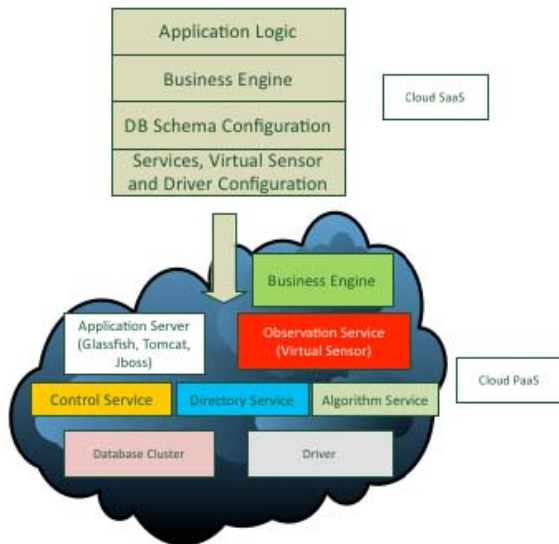 Application Logic
Business Engine
Cloud SaaS
DB Schema Configuration
Services, Virtual Sensor
and Driver Configuration
Business Engine
Application Server
(Glassfish, Tomcat,
Jboss)
Observation Service
(Virtual Sensor)
Cloud PaaS
Control Service
Directory Service
Algorithm Service
Database Cluster
Driver